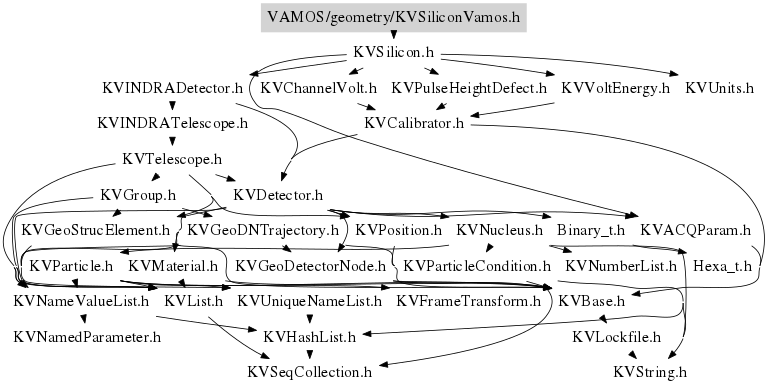 VAMOS/geometry/KVSiliconVamos.h
KVSilicon.h
KVINDRADetector.h KVChannelVolt.h KVPulseHeightDefect.h KVVoltEnergy.h KVUnits.h
KVINDRATelescope.h KVCalibrator.h
KVTelescope.h
KVGroup.h KVDetector.h
KVGeoStrucElement.h KVGeoDNTrajectory.h KVPosition.h KVNucleus.h Binary_t.h KVACQParam.h
KVParticle.h KVMaterial.h KVGeoDetectorNode.h KVParticleCondition.h KVNumberList.h Hexa_t.h
KVNameValueList.h KVList.h KVUniqueNameList.h KVFrameTransform.h KVBase.h
KVNamedParameter.h KVHashList.h KVLockfile.h
KVSeqCollection.h KVString.h